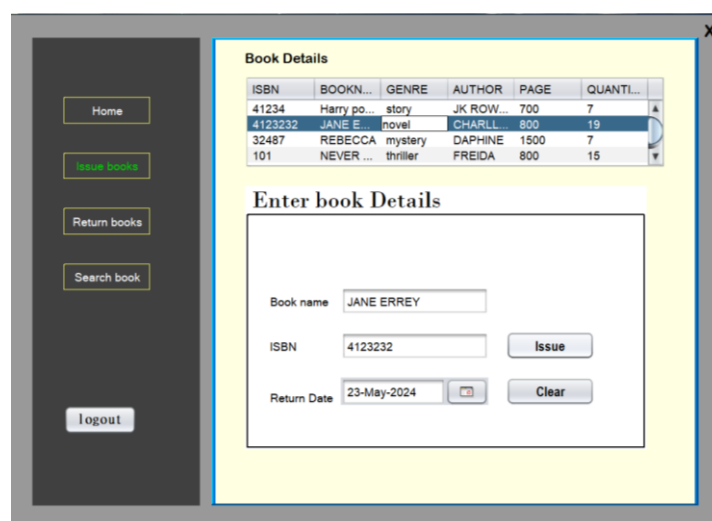 X
Home
Issue books
Return books
Search book
logout
Book Details
ISBN BOOKN... GENRE AUTHOR PAGE QUANTI...
41234 Harry po... story JK ROW... 700 7
4123232 JANE E... novel CHARLL... 800 19
32487 REBECCA mystery DAPHINE 1500 7
101 NEVER ... thriller FREIDA 800 15
Enter book Details
Book name JANE ERREY
ISBN 4123232 Issue
Return Date 23-May-2024 Clear